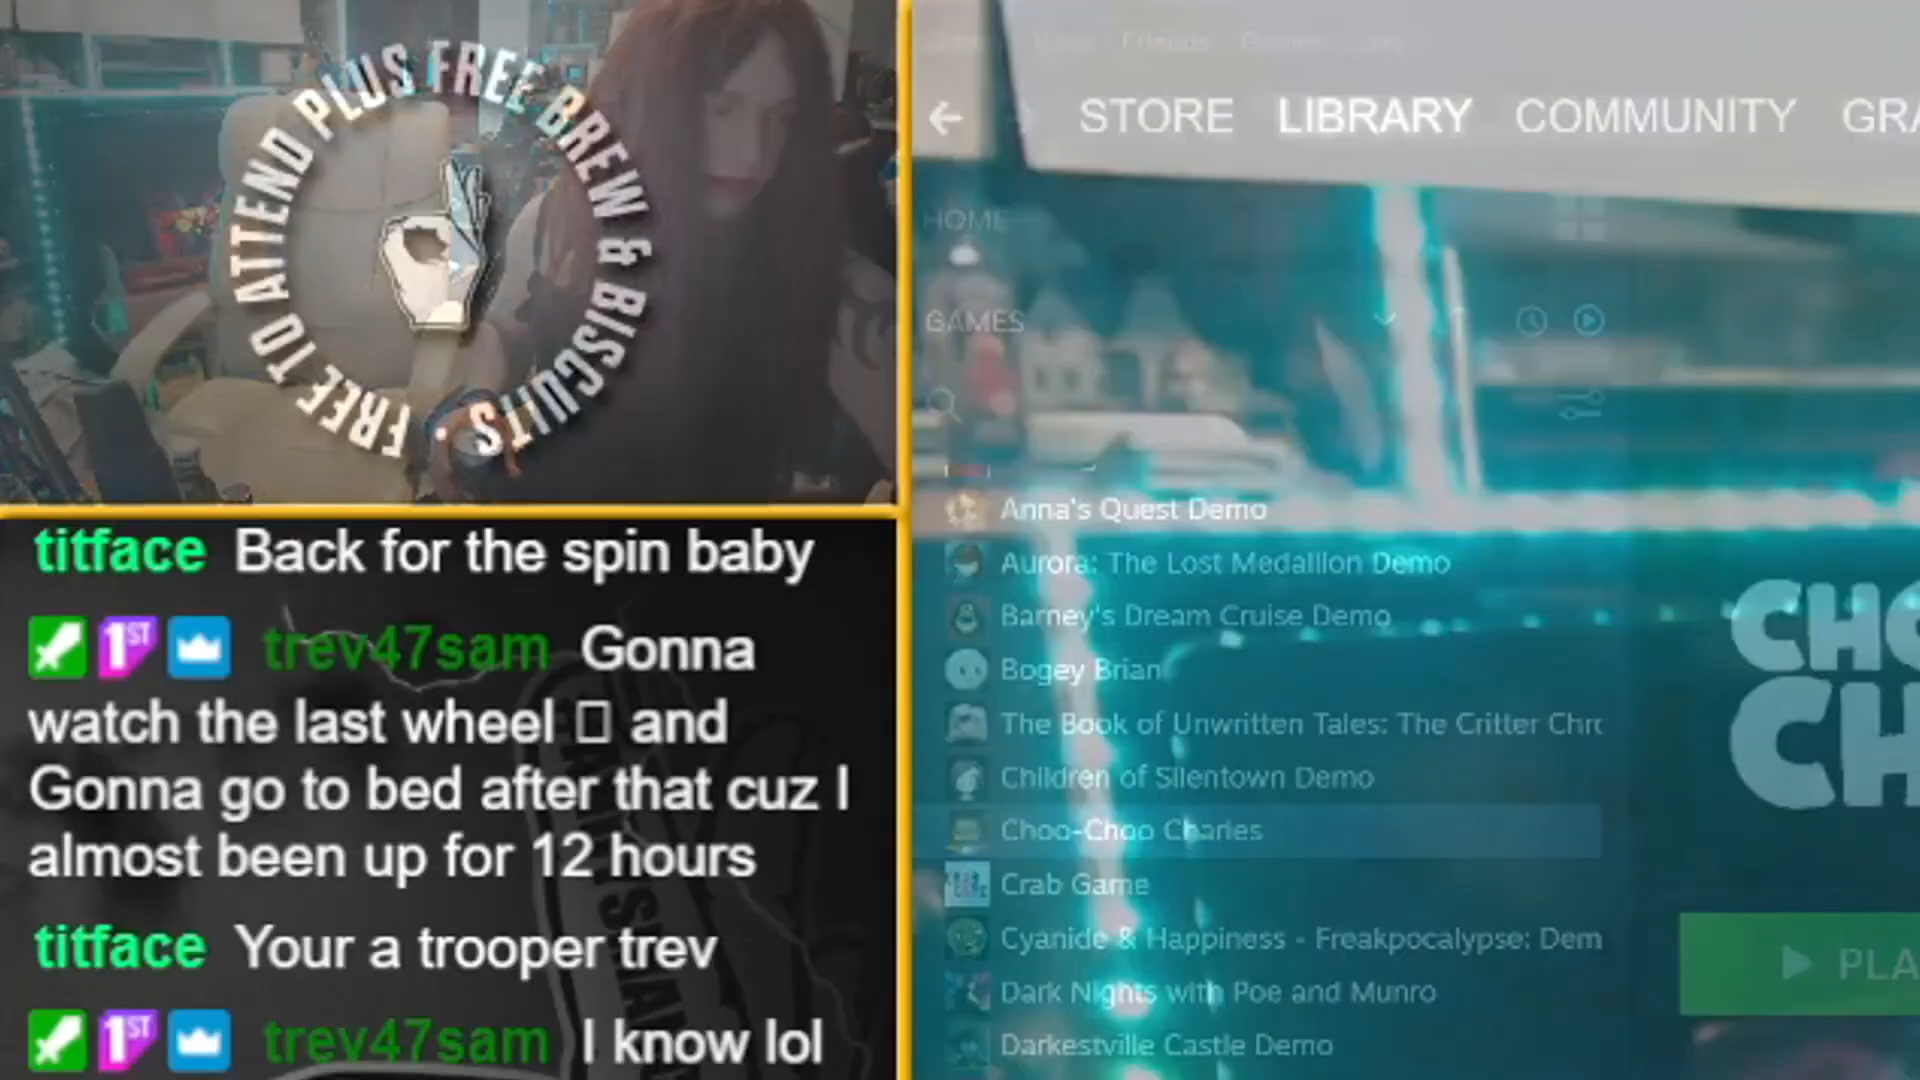 FREE TO ATTEND PLUS FREE BREW & BISCUITS •
titface Back for the spin baby
1ST trev47sam Gonna
watch the last wheel and
Gonna go to bed after that cuz I
almost been up for 12 hours
titface Your a trooper trev
1ST trev47sam I know lol
Friends
STORE LIBRARY COMMUNITY GRA
HOME
GAMES
Anna's Quest Demo
Aurora: The Lost Medallion Demo
Barney's Dream Cruise Demo
Bogey Brian
The Book of Unwritten Tales: The Critter Chrc
Children of Silentown Demo
Choo-Choo Charles
Crab Game
Cyanide & Happiness - Freakpocalypse: Dem
Dark Nights with Poe and Munro
Darkestville Castle Demo
CHO
CH
PLA